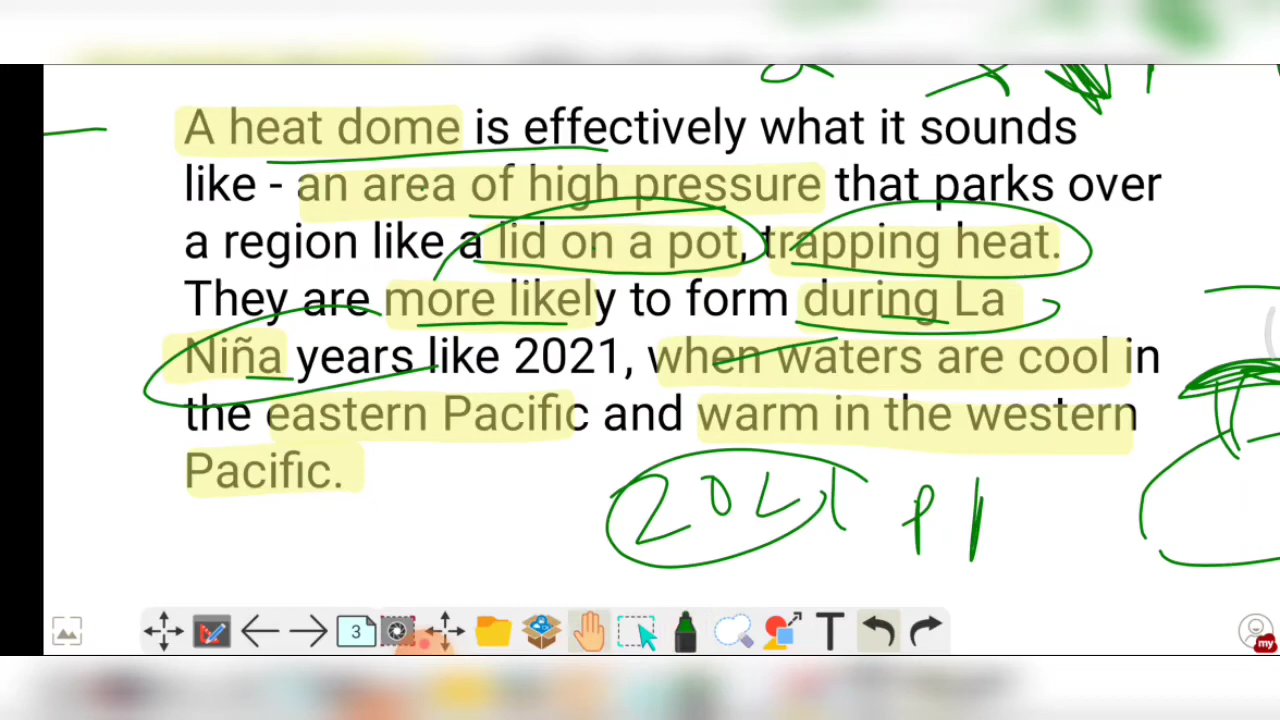 A heat dome is effectively what it sounds
like - an area of high pressure that parks over
a region like a lid on a pot, trapping heat.
They are more likely to form during La
Niña years like 2021, when waters are cool in
the eastern Pacific and warm in the western
Pacific.
2021
3
T
my